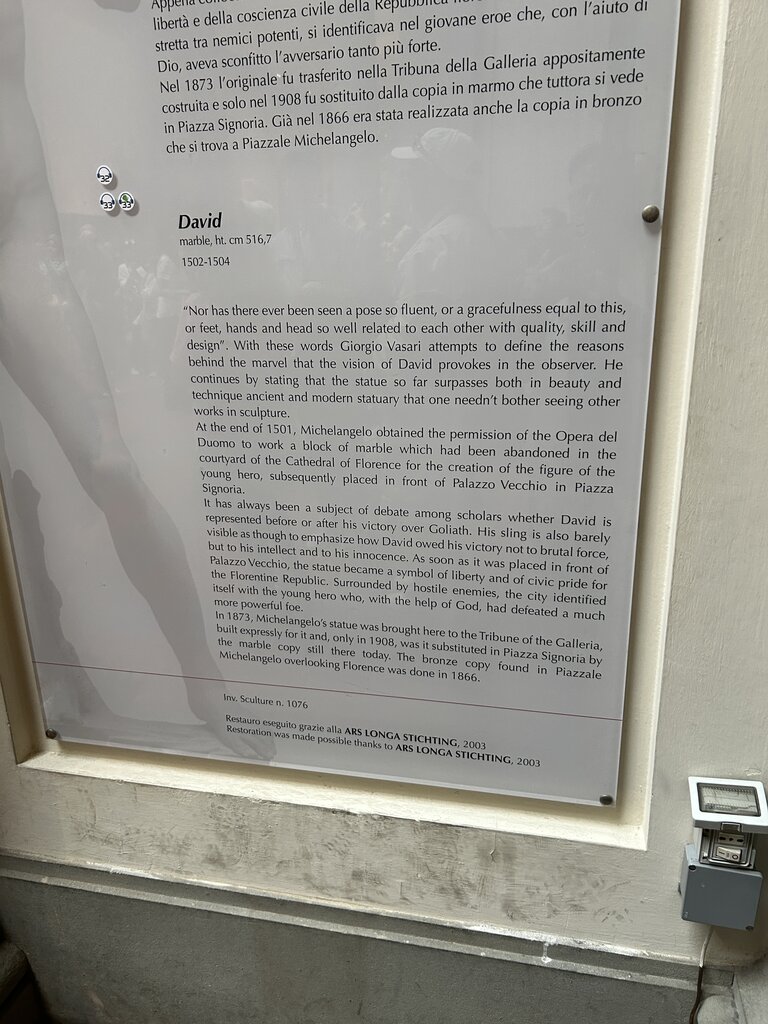 Appena
libertà e della coscienza civile della Repubblica
stretta tra nemici potenti, si identificava nel giovane eroe che, con l'aiuto di
Dio, aveva sconfitto l'avversario tanto più forte.
Nel 1873 l'originale fu trasferito nella Tribuna della Galleria appositamente
costruita e solo nel 1908 fu sostituito dalla copia in marmo che tuttora si vede
in Piazza Signoria. Già nel 1866 era stata realizzata anche la copia in bronzo
che si trova a Piazzale Michelangelo.
32
33 33
David
marble, ht. cm 516,7
1502-1504
“Nor has there ever been seen a pose so fluent, or a gracefulness equal to this,
or feet, hands and head so well related to each other with quality, skill and
design”. With these words Giorgio Vasari attempts to define the reasons
behind the marvel that the vision of David provokes in the observer. He
continues by stating that the statue so far surpasses both in beauty and
technique ancient and modern statuary that one needn't bother seeing other
works in sculpture.
At the end of 1501, Michelangelo obtained the permission of the Opera del
Duomo to work a block of marble which had been abandoned in the
courtyard of the Cathedral of Florence for the creation of the figure of the
young hero, subsequently placed in front of Palazzo Vecchio in Piazza
Signoria.
It has always been a subject of debate among scholars whether David is
represented before or after his victory over Goliath. His sling is also barely
visible as though to emphasize how David owed his victory not to brutal force,
but to his intellect and to his innocence. As soon as it was placed in front of
Palazzo Vecchio, the statue became a symbol of liberty and of civic pride for
the Florentine Republic. Surrounded by hostile enemies, the city identified
itself with the young hero who, with the help of God, had defeated a much
more powerful foe.
In 1873, Michelangelo's statue was brought here to the Tribune of the Galleria,
built expressly for it and, only in 1908, was it substituted in Piazza Signoria by
the marble copy still there today. The bronze copy found in Piazzale
Michelangelo overlooking Florence was done in 1866.
Inv. Sculture n. 1076
Restauro eseguito grazie alla ARS LONGA STICHTING, 2003
Restoration was made possible thanks to ARS LONGA STICHTING, 2003